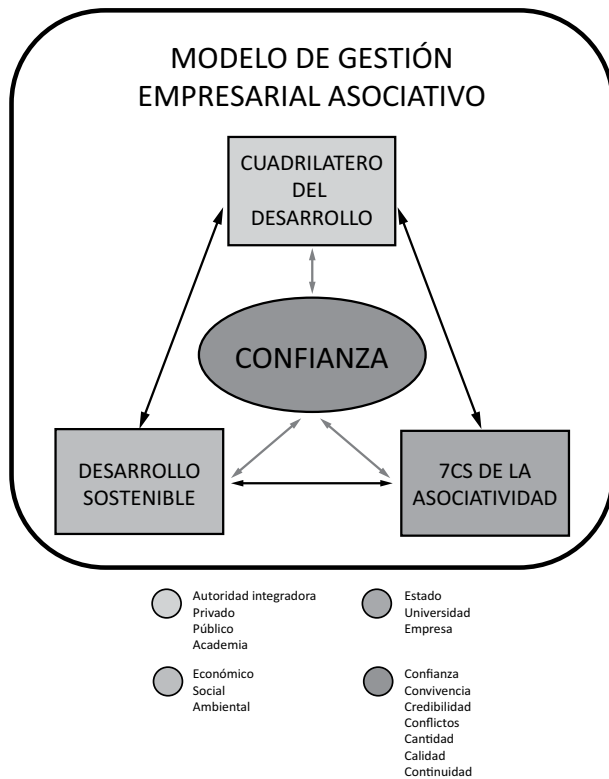 MODELO DE GESTIÓN
EMPRESARIAL ASOCIATIVO
CUADRILATERO
DEL
DESARROLLO
CONFIANZA
DESARROLLO
SOSTENIBLE
7CS DE LA
ASOCIATIVIDAD
Autoridad integradora
Privado
Público
Academia
Estado
Universidad
Empresa
Económico
Social
Ambiental
Confianza
Convivencia
Credibilidad
Conflictos
Cantidad
Calidad
Continuidad